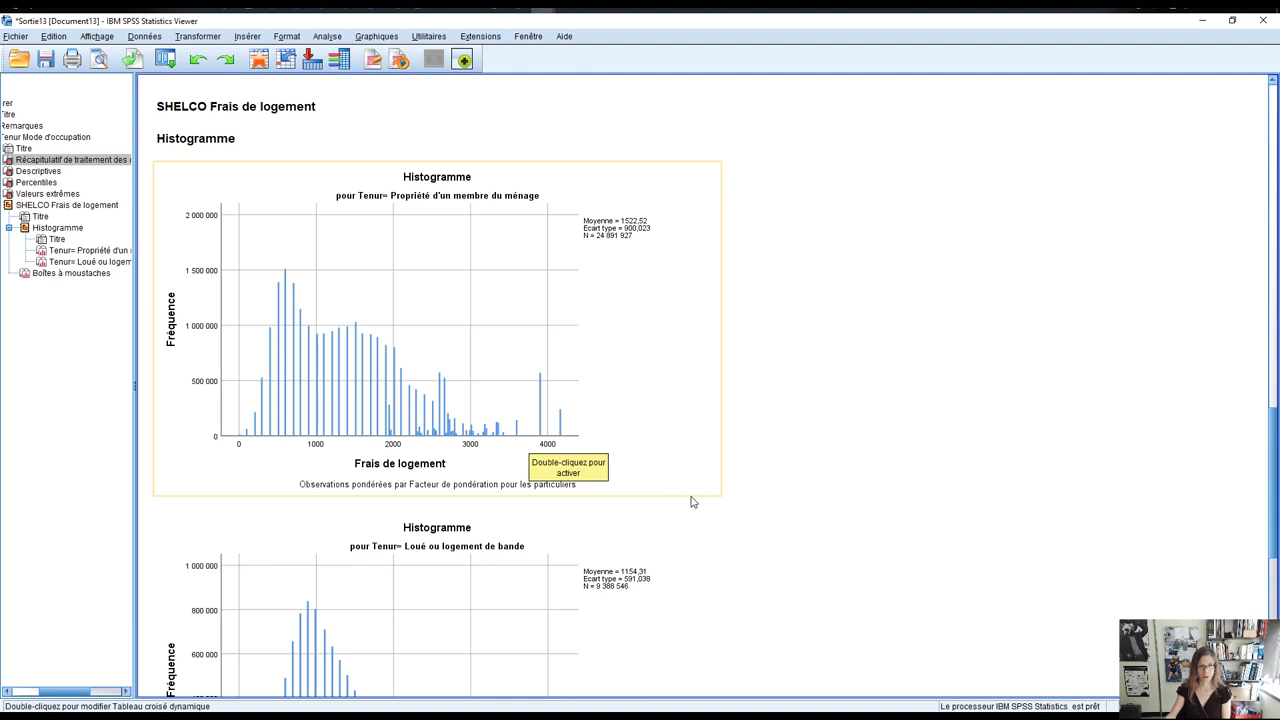 *Sortie13 [Document13] - IBM SPSS Statistics Viewer
Fichier Edition Affichage Données Transformer Insérer Format Analyse Graphiques Utilitaires Extensions Fenêtre Aide
rer
Titre
Remarques
Tenur Mode d'occupation
Titre
Récapitulatif de traitement des
Descriptives
Percentiles
Valeurs extrêmes
SHELCO Frais de logement
Titre
Histogramme
Titre
Tenur= Propriété d'un
Tenur= Loué ou logem
Boîtes à moustaches
SHELCO Frais de logement
Histogramme
Histogramme
pour Tenur= Propriété d'un membre du ménage
Moyenne = 1522,52
Ecart type = 900,023
N = 24 891 927
Fréquence
2 000 000
1 500 000
1 000 000
500 000
0
0 1000 2000 3000 4000
Frais de logement
Double-cliquez pour
activer
Observations pondérées par Facteur de pondération pour les particuliers
Histogramme
pour Tenur= Loué ou logement de bande
Moyenne = 1154,31
Ecart type = 591,038
N = 9 388 546
Fréquence
1 000 000
800 000
600 000
Double-cliquez pour modifier Tableau croisé dynamique
Le processeur IBM SPSS Statistics est prêt